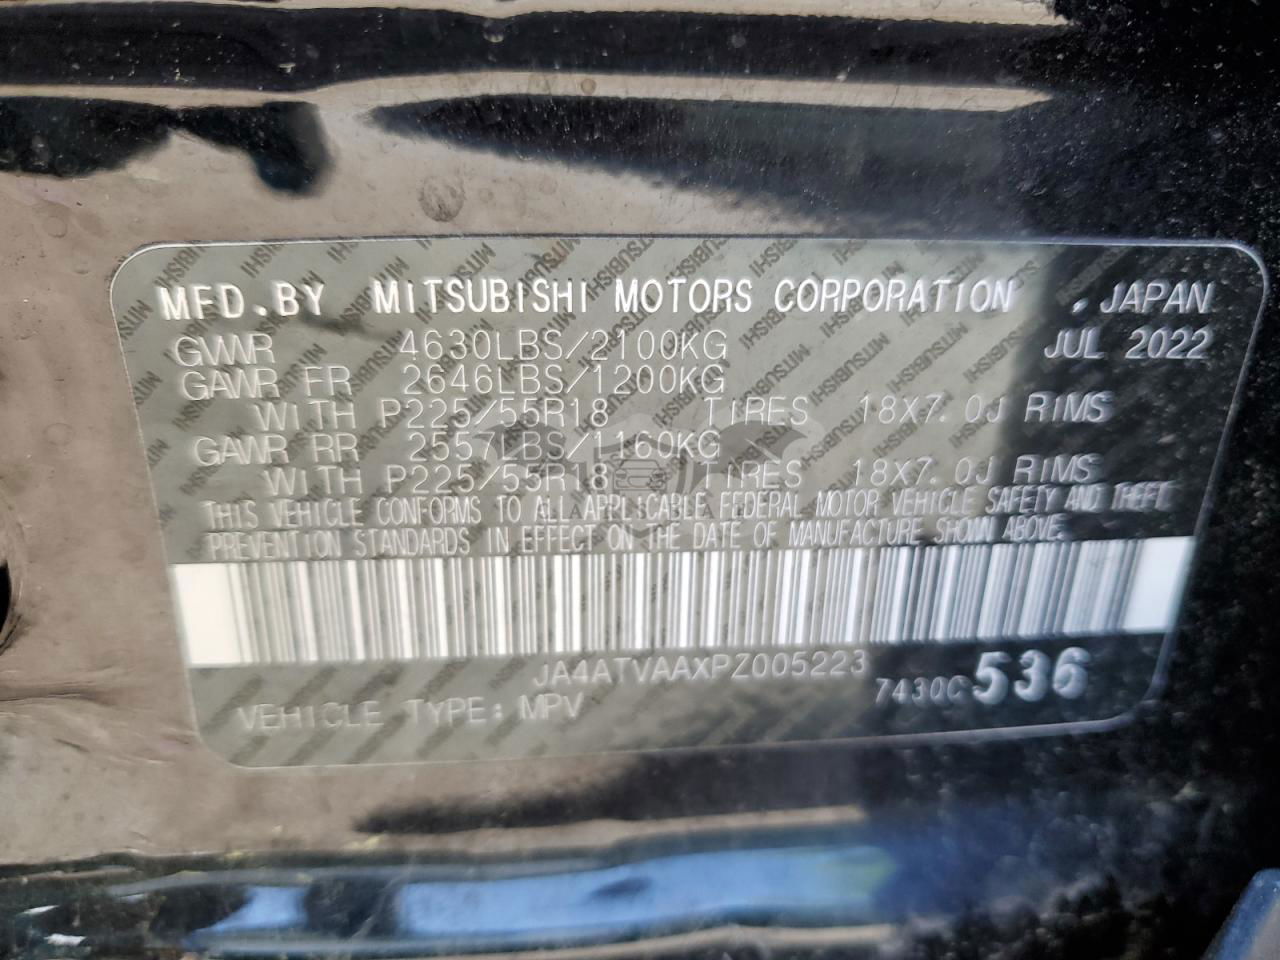 MFD.BY MITSUBISHI MOTORS CORPORATION , JAPAN
GVWR 4630LBS/2100KG JUL 2022
GAWR FR 2646LBS/1200KG
WITH P225/55R18 TIRES 18X7.0J RIMS
GAWR RR 2557LBS/1160KG
WITH P225/55R18 TIRES 18X7.0J RIMS
THIS VEHICLE CONFORMS TO ALL APPLICABLE FEDERAL MOTOR VEHICLE SAFETY AND THEFT
PREVENTION STANDARDS IN EFFECT ON THE DATE OF MANUFACTURE SHOWN ABOVE.
JA4ATVAAXPZ005223
7430C 536
VEHICLE TYPE: MPV